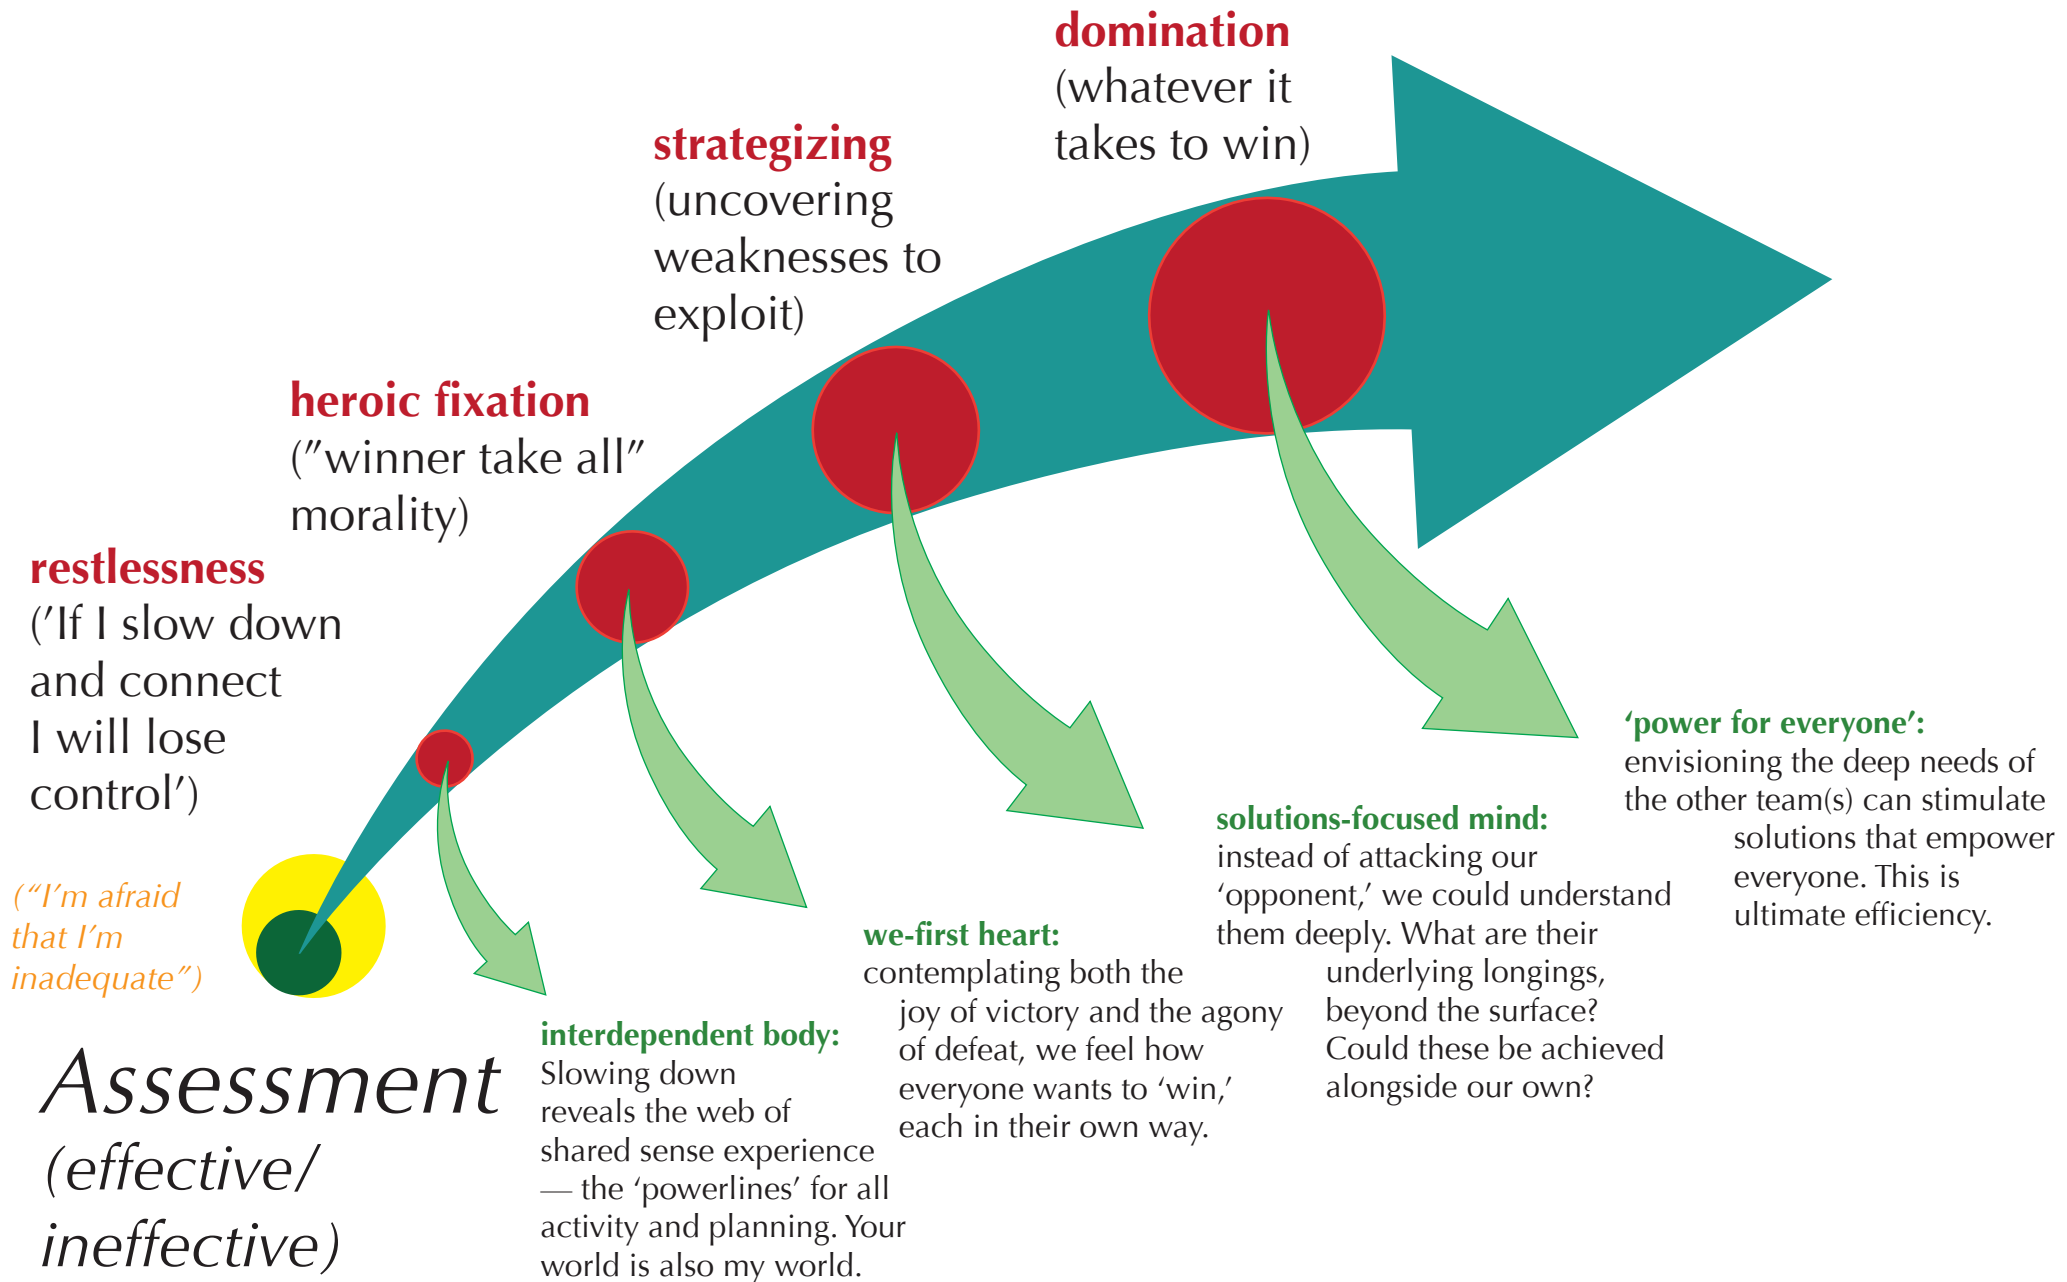 domination
(whatever it
takes to win)
strategizing
(uncovering
weaknesses to
exploit)
heroic fixation
("winner take all"
morality)
restlessness
('If I slow down
and connect
I will lose
control')
(“I'm afraid
that I'm
inadequate")
Assessment
(effective/
ineffective)
interdependent body:
Slowing down
reveals the web of
shared sense experience
— the ‘powerlines’ for all
activity and planning. Your
world is also my world.
we-first heart:
contemplating both the
joy of victory and the agony
of defeat, we feel how
everyone wants to ‘win,’
each in their own way.
solutions-focused mind:
instead of attacking our
‘opponent,’ we could understand
them deeply. What are their
underlying longings,
beyond the surface?
Could these be achieved
alongside our own?
‘power for everyone’:
envisioning the deep needs of
the other team(s) can stimulate
solutions that empower
everyone. This is
ultimate efficiency.